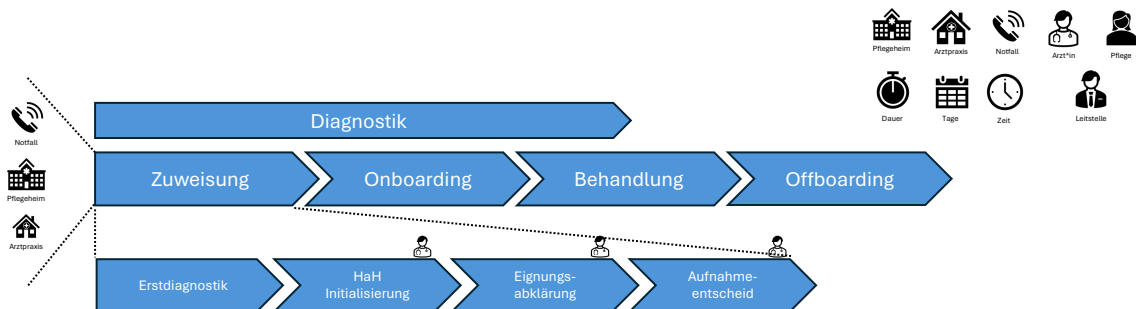 Pflegeheim
Arztpraxis
Notfall
Arzt*in
Pflege
Dauer
Tage
Zeit
Leitstelle
Notfall
Pflegeheim
Arztpraxis
Diagnostik
Zuweisung
Onboarding
Behandlung
Offboarding
Erstdiagnostik
HaH
Initialisierung
Eignungs-
abklärung
Aufnahme-
entscheid